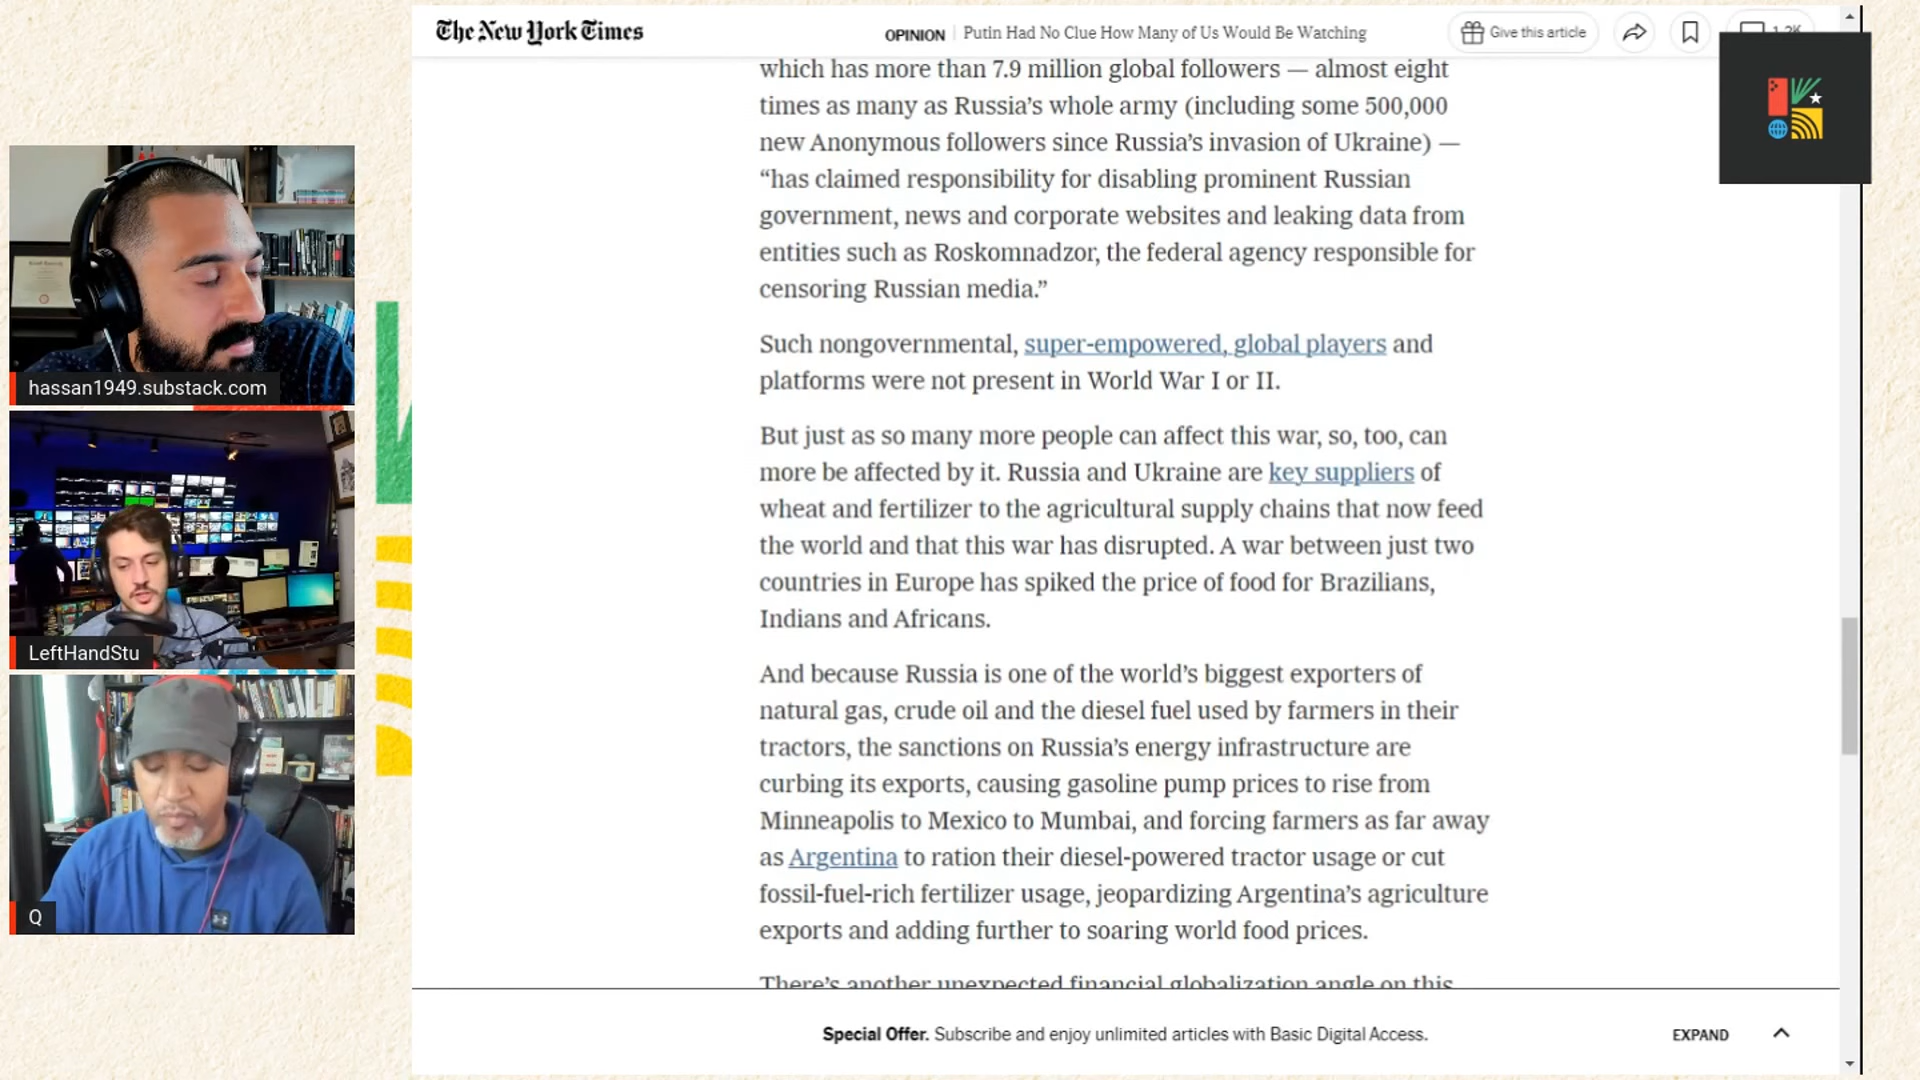 The New York Times
OPINION Putin Had No Clue How Many of Us Would Be Watching
Give this article
which has more than 7.9 million global followers — almost eight
times as many as Russia's whole army (including some 500,000
new Anonymous followers since Russia's invasion of Ukraine) —
“has claimed responsibility for disabling prominent Russian
government, news and corporate websites and leaking data from
entities such as Roskomnadzor, the federal agency responsible for
censoring Russian media.”
Such nongovernmental, super-empowered, global players and
platforms were not present in World War I or II.
But just as so many more people can affect this war, so, too, can
more be affected by it. Russia and Ukraine are key suppliers of
wheat and fertilizer to the agricultural supply chains that now feed
the world and that this war has disrupted. A war between just two
countries in Europe has spiked the price of food for Brazilians,
Indians and Africans.
And because Russia is one of the world's biggest exporters of
natural gas, crude oil and the diesel fuel used by farmers in their
tractors, the sanctions on Russia's energy infrastructure are
curbing its exports, causing gasoline pump prices to rise from
Minneapolis to Mexico to Mumbai, and forcing farmers as far away
as Argentina to ration their diesel-powered tractor usage or cut
fossil-fuel-rich fertilizer usage, jeopardizing Argentina's agriculture
exports and adding further to soaring world food prices.
There's another unexpected financial globalization angle on this
Special Offer. Subscribe and enjoy unlimited articles with Basic Digital Access.
EXPAND
hassan1949.substack.com
LeftHandStu
Q